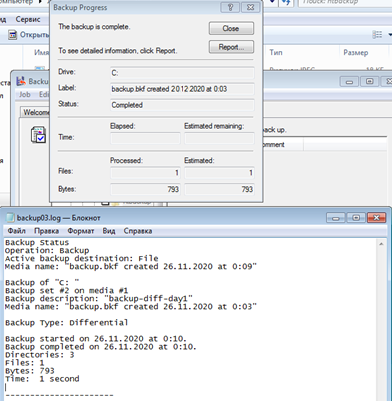 Компьютер
Поиск: msbackup
Сервис
Открыть
Имя
Тип
Размер
Backup Progress
The backup is complete.
Close
To see detailed information, click Report.
Report...
Drive: C:
Label: backup.bkf created 2012 2020 at 0:03
Status: Completed
Elapsed: Estimated remaining:
Time:
Processed: Estimated:
Files: 1 1
Bytes: 793 793
Backu
Job Edi
Welcome
ack up.
omment
backup03.log — Блокнот
Файл Правка Формат Вид Справка
Backup Status
Operation: Backup
Active backup destination: File
Media name: "backup.bkf created 26.11.2020 at 0:09"
Backup of "C: "
Backup set #2 on media #1
Backup description: "backup-diff-day1"
Media name: "backup.bkf created 26.11.2020 at 0:03"
Backup Type: Differential
Backup started on 26.11.2020 at 0:10.
Backup completed on 26.11.2020 at 0:10.
Directories: 3
Files: 1
Bytes: 793
Time: 1 second
----------------------